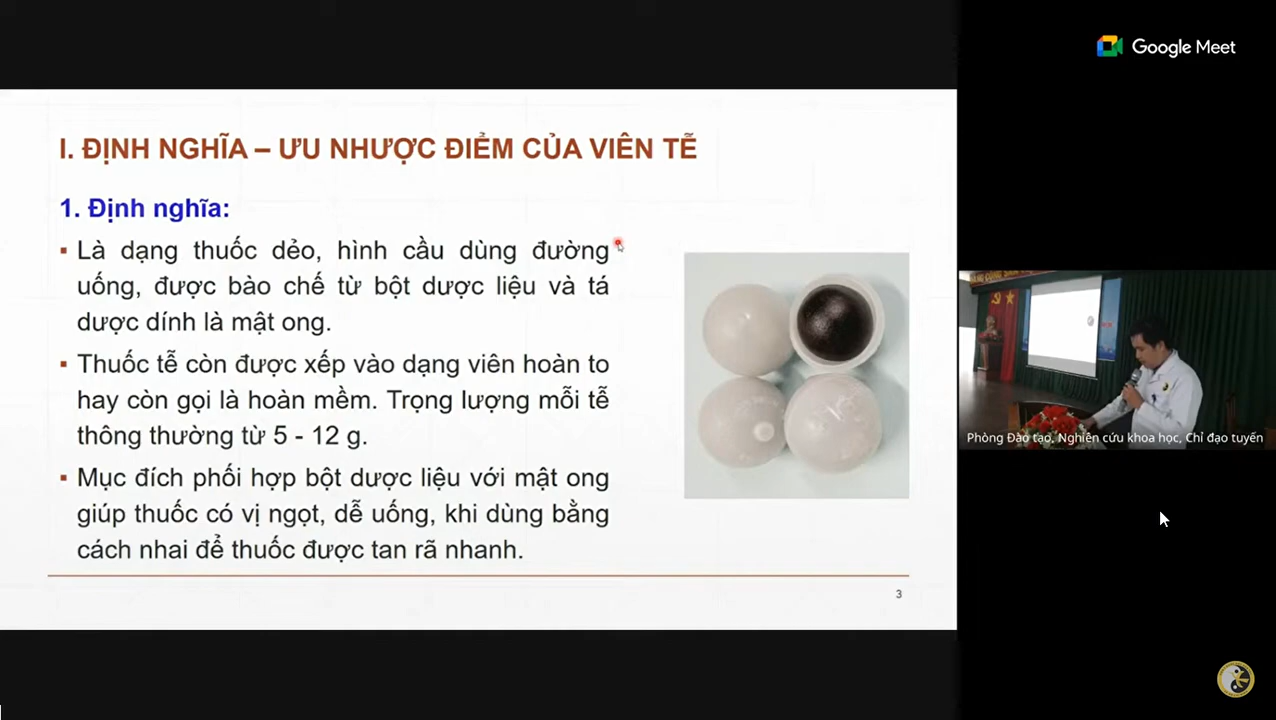 Google Meet
I. ĐỊNH NGHĨA – ƯU NHƯỢC ĐIỂM CỦA VIÊN TỄ
1. Định nghĩa:
▪ Là dạng thuốc dẻo, hình cầu dùng đường
uống, được bào chế từ bột dược liệu và tá
dược dính là mật ong.
▪ Thuốc tễ còn được xếp vào dạng viên hoàn to
hay còn gọi là hoàn mềm. Trọng lượng mỗi tễ
thông thường từ 5 - 12 g.
▪ Mục đích phối hợp bột dược liệu với mật ong
giúp thuốc có vị ngọt, dễ uống, khi dùng bằng
cách nhai để thuốc được tan rã nhanh.
3
Phòng Đào tạo, Nghiên cứu khoa học, Chỉ đạo tuyến